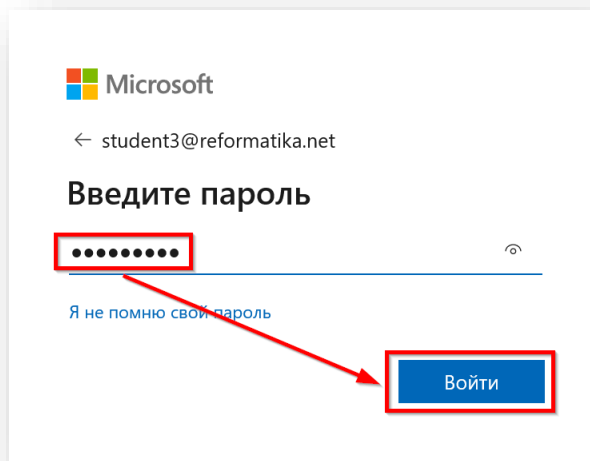 Microsoft
← student3@reformatika.net
Введите пароль
•••••••••
Я не помню свой пароль
Войти